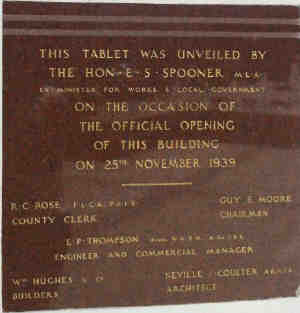 THIS TABLET WAS UNVEILED BY
THE HON·E·S·SPOONER M.L.A.
EX·MINISTER FOR WORKS & LOCAL GOVERNMENT
ON THE OCCASION OF
THE OFFICIAL OPENING
OF THIS BUILDING
ON 25TH NOVEMBER 1939
R·C·ROSE
COUNTY CLERK
GUY E. MOORE
CHAIRMAN
E·P·THOMPSON
ENGINEER AND COMMERCIAL MANAGER
WM HUGHES
BUILDERS
NEVILLE COULTER
ARCHITECT